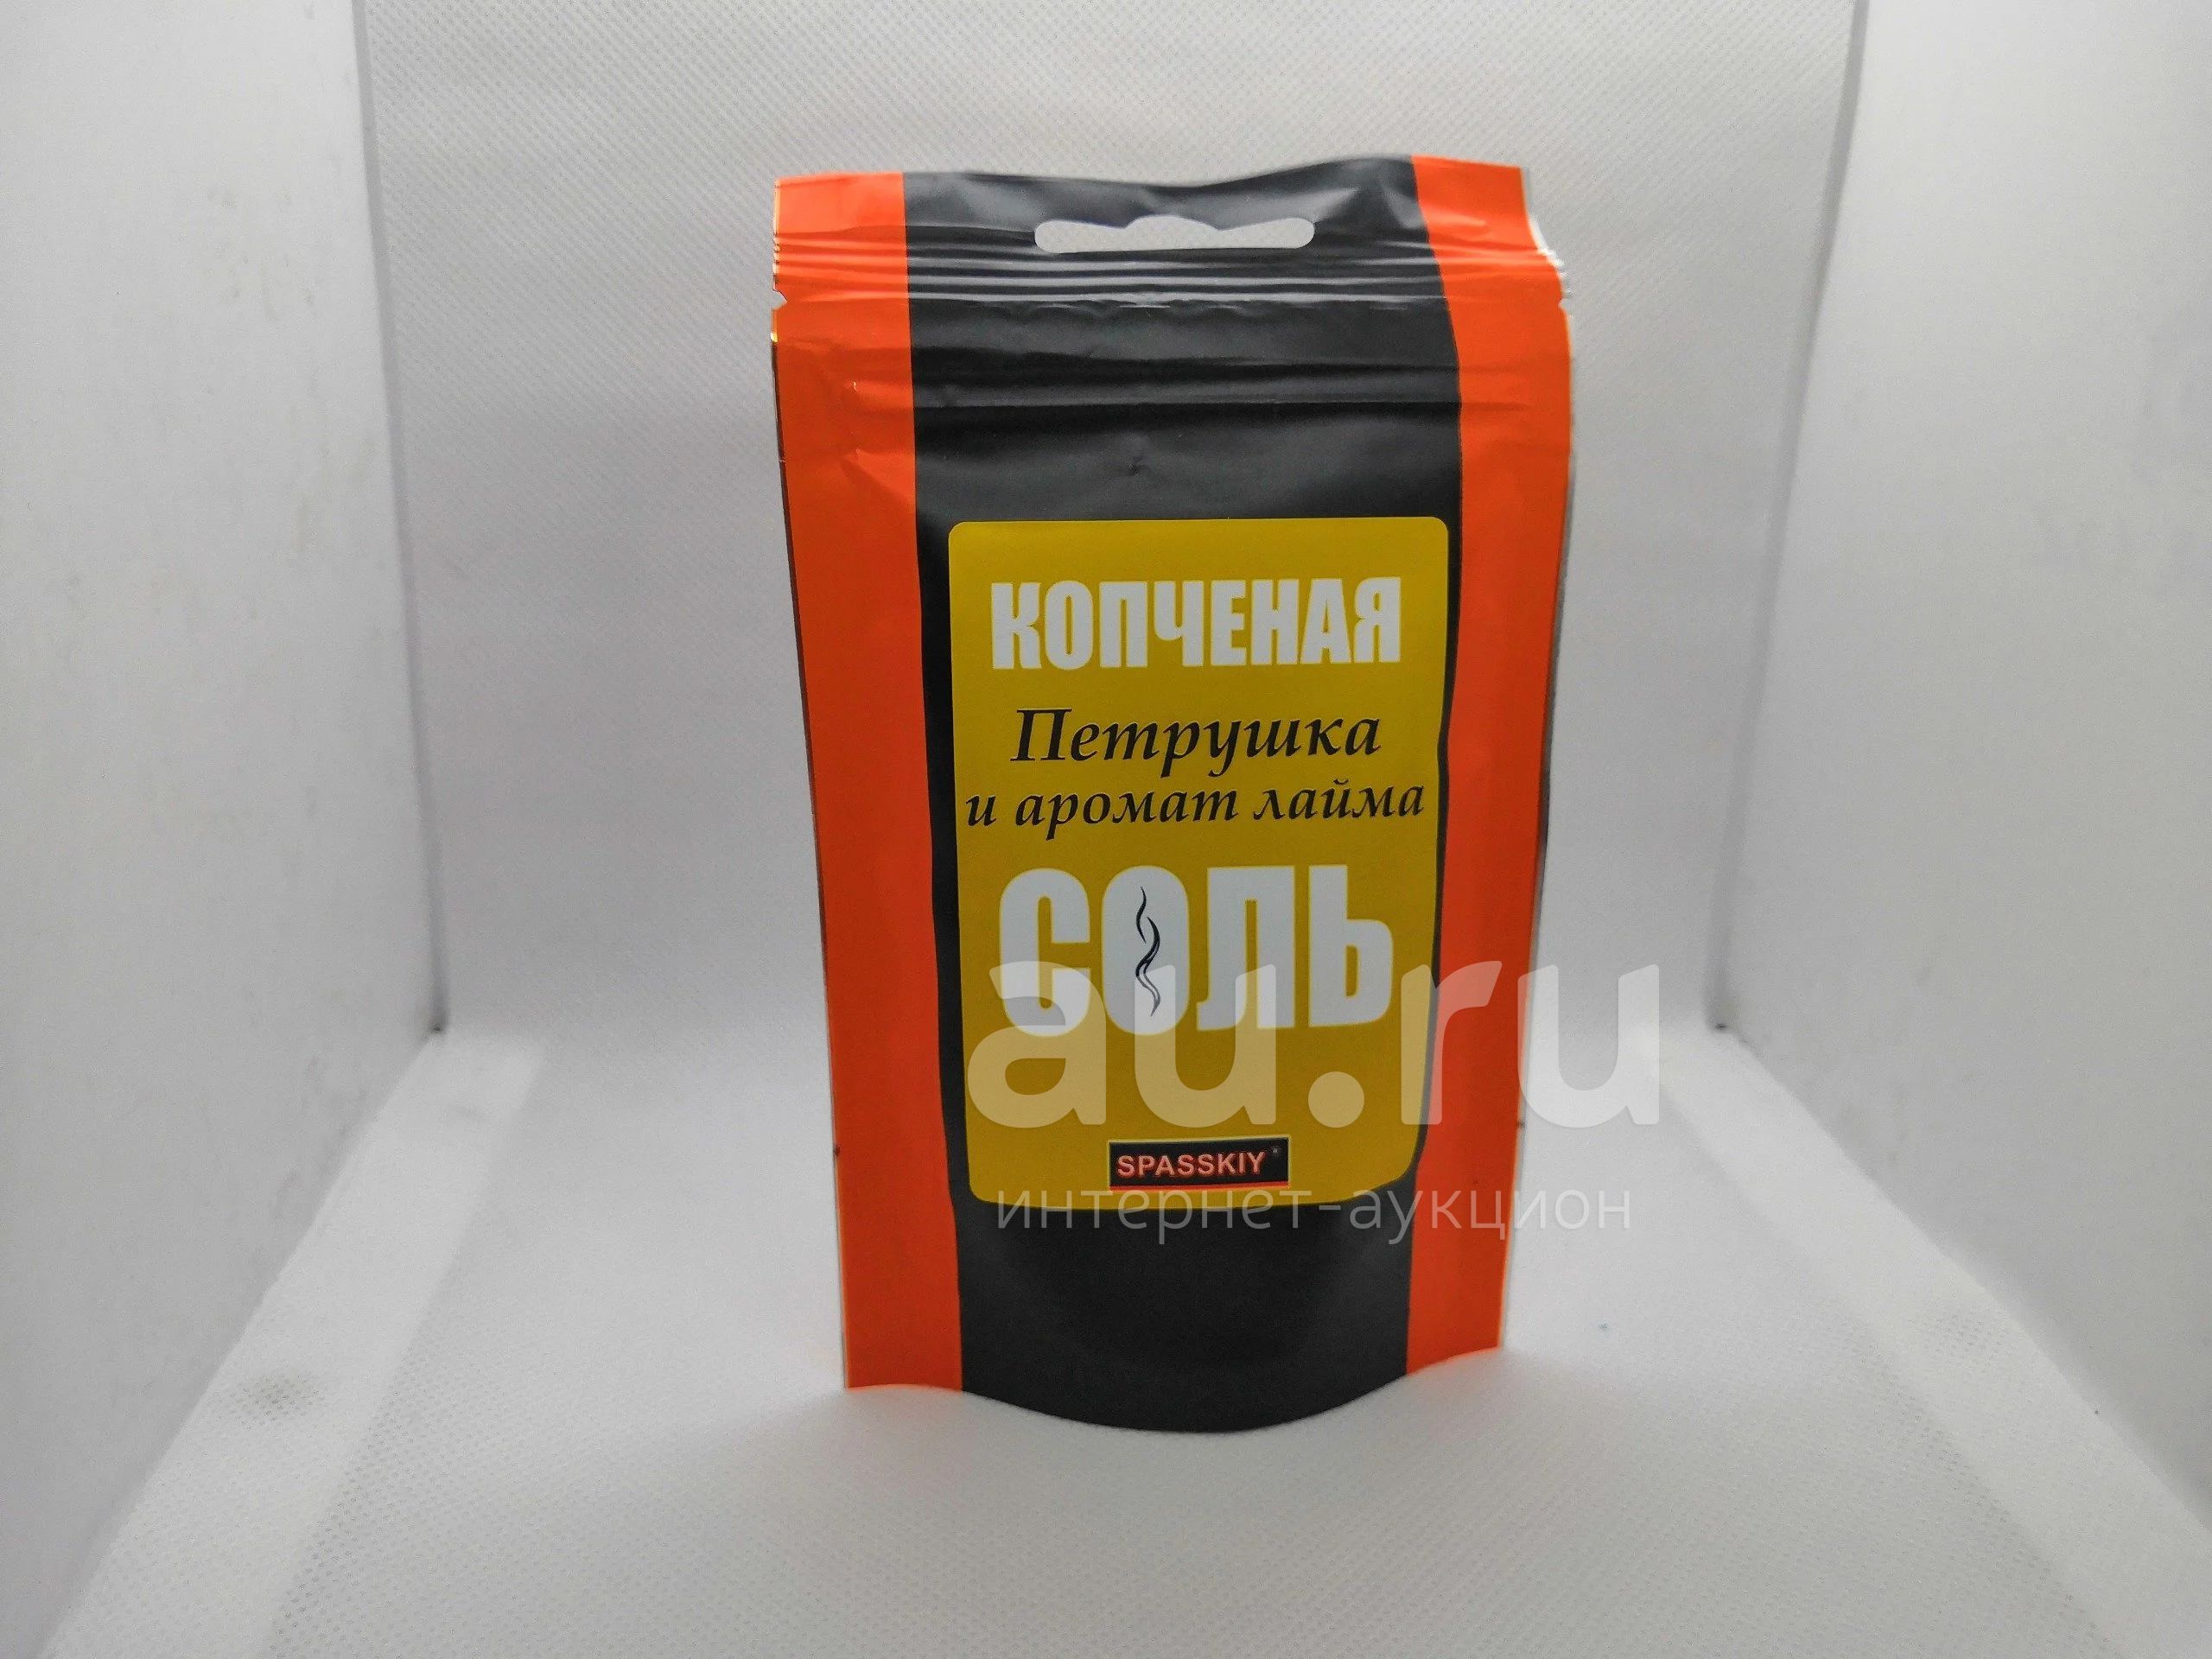 КОПЧЕНАЯ
Петрушка
и аромат лайма
СОЛЬ
au.ru
SPASSKIY
интернет-аукцион